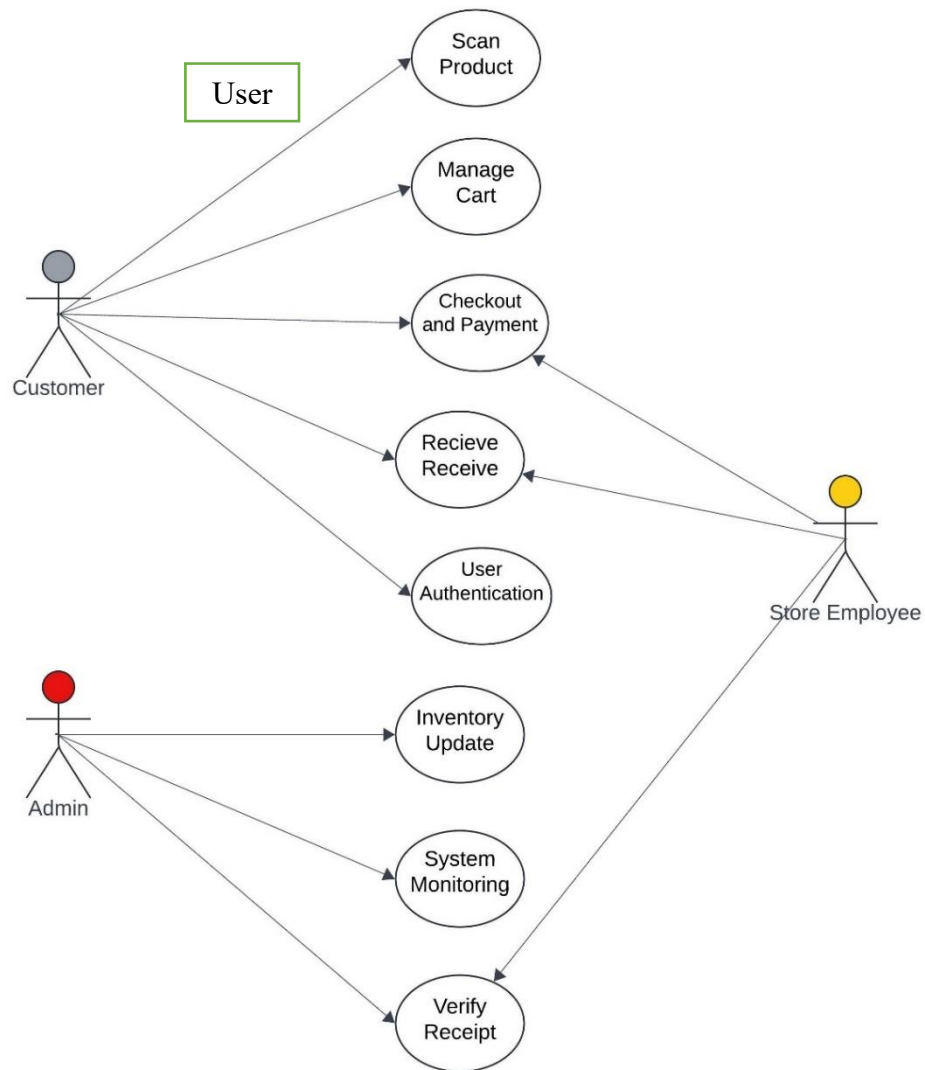 Scan
Product
User
Manage
Cart
Checkout
and Payment
Customer
Recieve
Receive
User
Authentication
Store Employee
Inventory
Update
Admin
System
Monitoring
Verify
Receipt